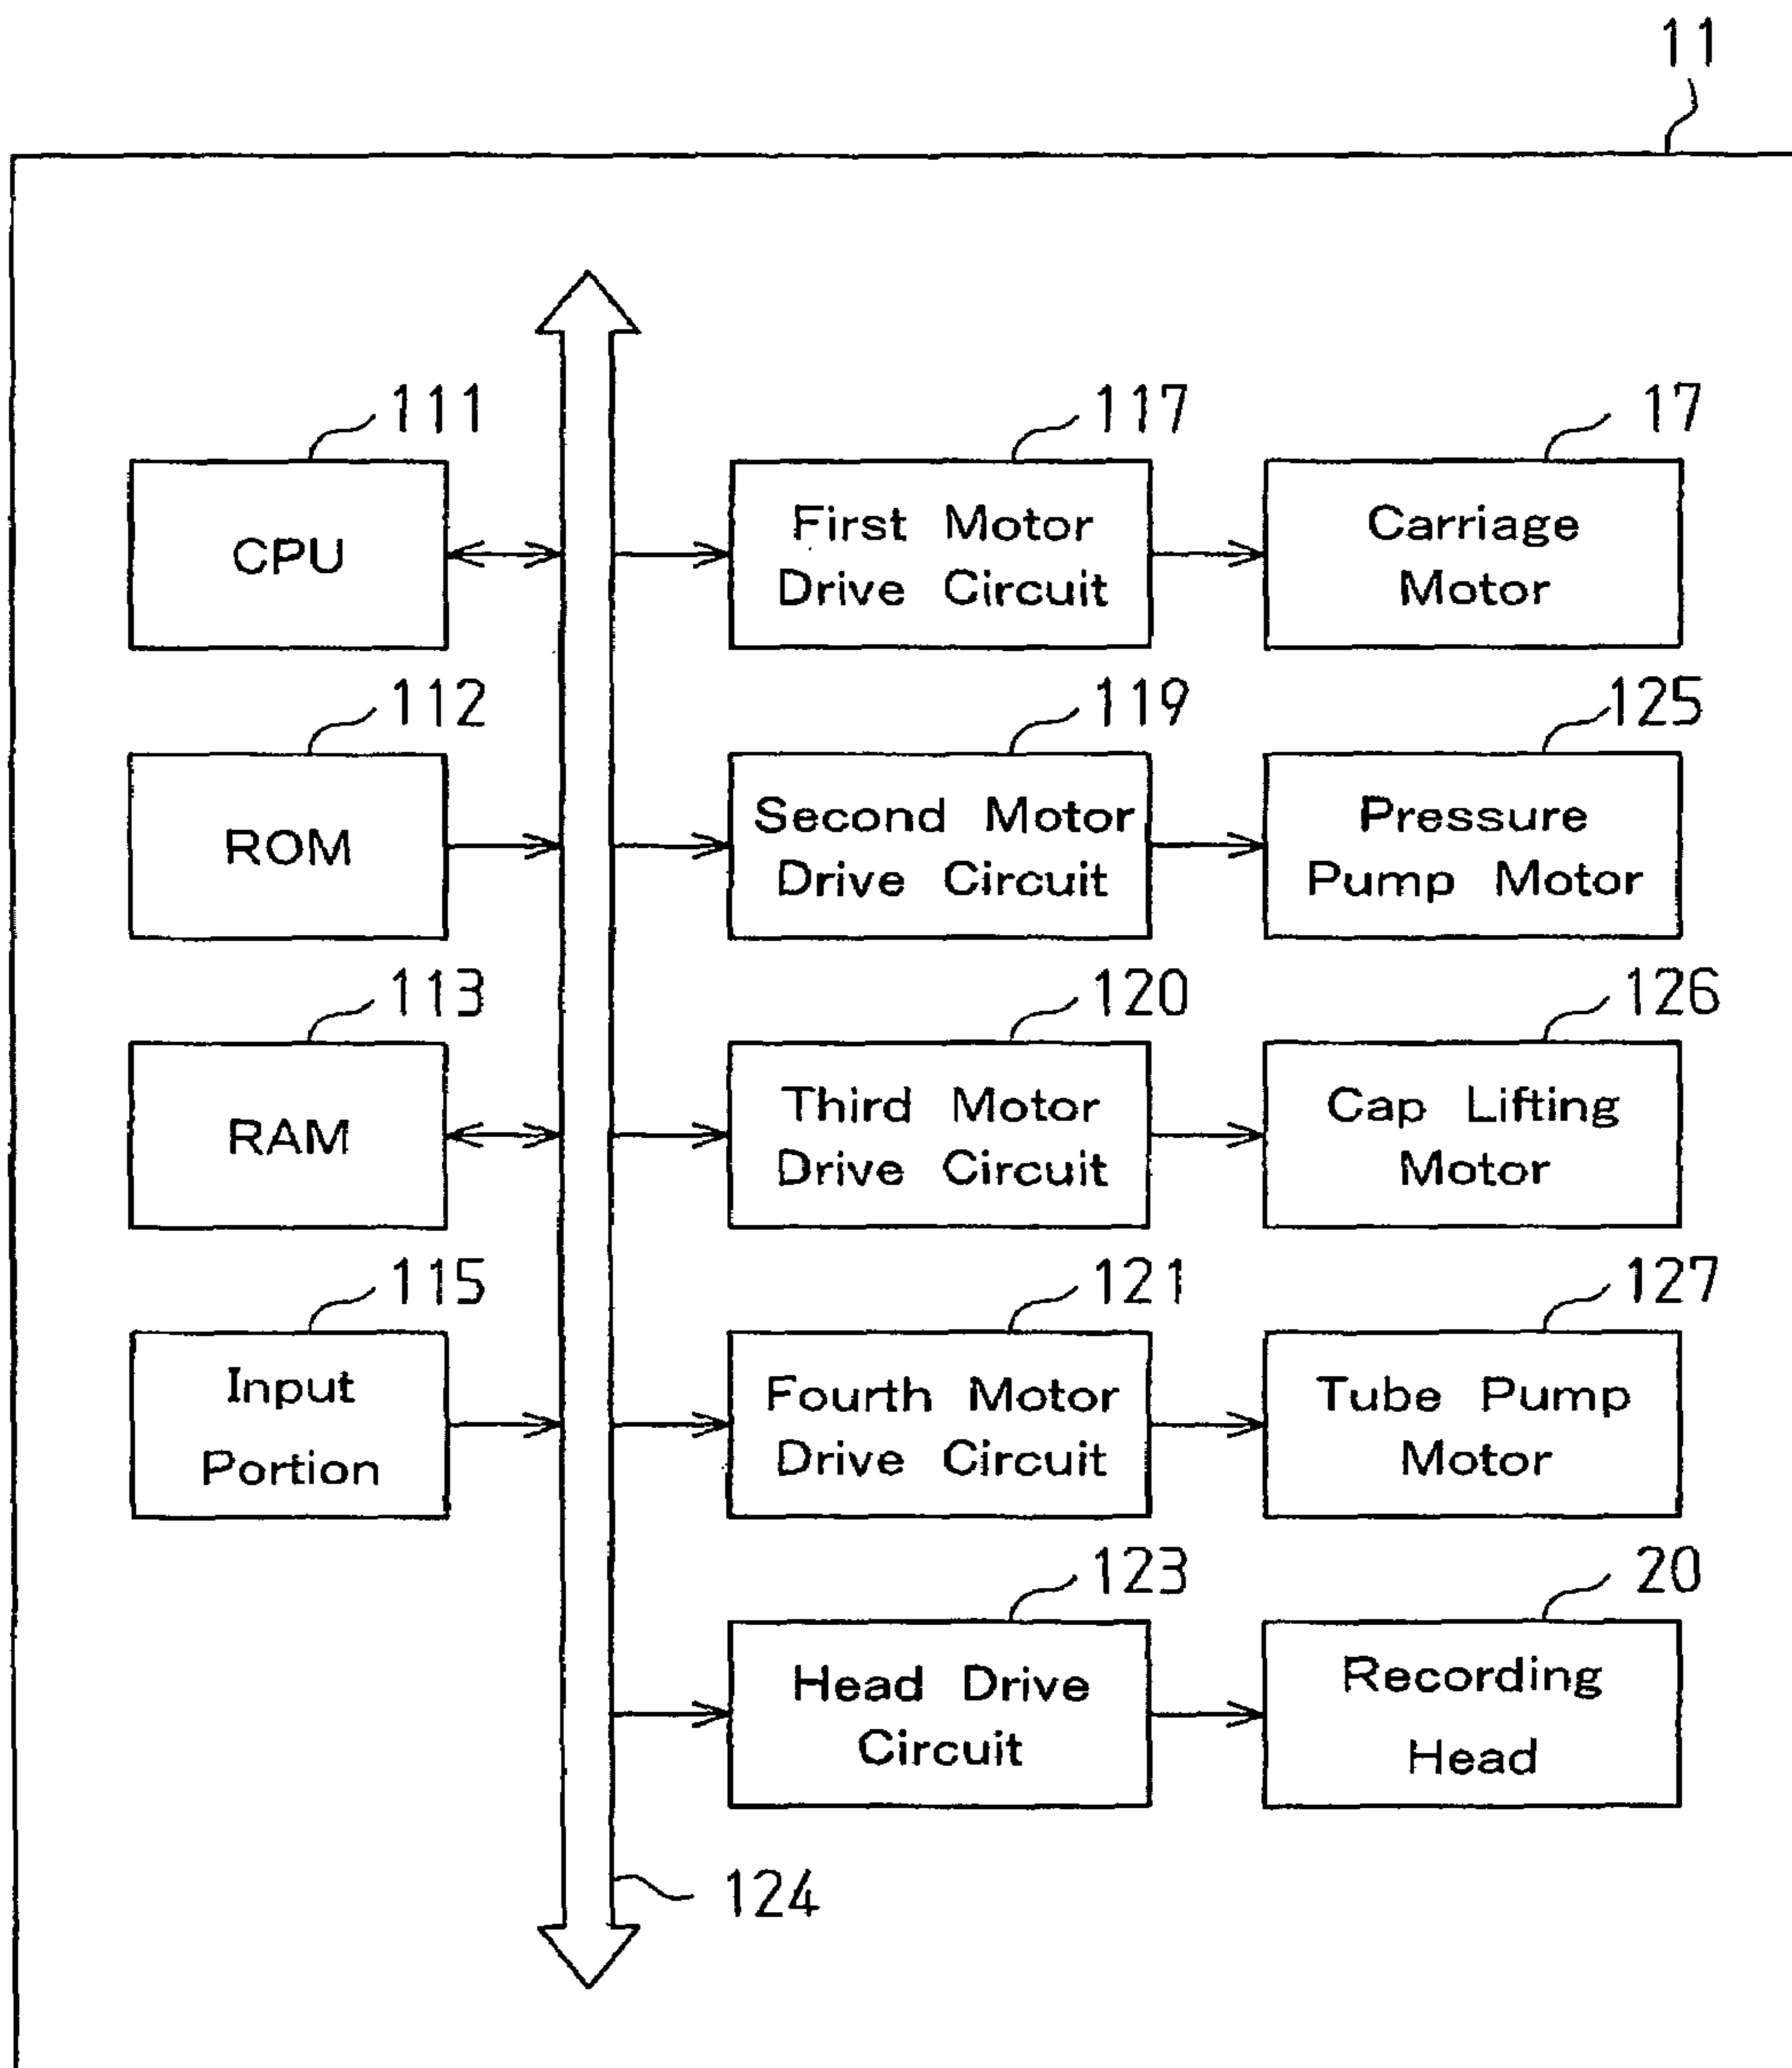 11
111
CPU
117
First Motor
Drive Circuit
17
Carriage
Motor
112
ROM
119
Second Motor
Drive Circuit
125
Pressure
Pump Motor
113
RAM
120
Third Motor
Drive Circuit
126
Cap Lifting
Motor
115
Input
Portion
121
Fourth Motor
Drive Circuit
127
Tube Pump
Motor
123
Head Drive
Circuit
20
Recording
Head
124